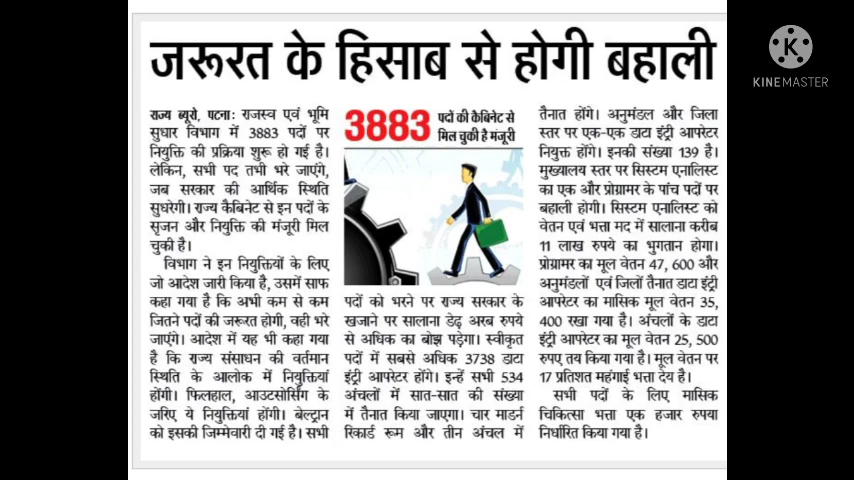 जरूरत के हिसाब से होगी बहाली
KINEMASTER
राज्य ब्यूरो, पटना: राजस्व एवं भूमि
सुधार विभाग में 3883 पदों पर
नियुक्ति की प्रक्रिया शुरू हो गई है।
लेकिन, सभी पद तभी भरे जाएंगे,
जब सरकार की आर्थिक स्थिति
सुधरेगी। राज्य कैबिनेट से इन पदों के
सृजन और नियुक्ति की मंजूरी मिल
चुकी है।
विभाग ने इन नियुक्तियों के लिए
जो आदेश जारी किया है, उसमें साफ
कहा गया है कि अभी कम से कम
जितने पदों की जरूरत होगी, वही भरे
जाएंगे। आदेश में यह भी कहा गया
है कि राज्य संसाधन की वर्तमान
स्थिति के आलोक में नियुक्तियां
होंगी। फिलहाल, आउटसोर्सिंग के
जरिए ये नियुक्तियां होंगी। बेल्ट्रान
को इसकी जिम्मेवारी दी गई है। सभी
3883 पदों की कैबिनेट से
मिल चुकी है मंजूरी
पदों को भरने पर राज्य सरकार के
खजाने पर सालाना डेढ़ अरब रुपये
से अधिक का बोझ पड़ेगा। स्वीकृत
पदों में सबसे अधिक 3738 डाटा
इंट्री आपरेटर होंगे। इन्हें सभी 534
अंचलों में सात-सात की संख्या
में तैनात किया जाएगा। चार माडर्न
रिकार्ड रूम और तीन अंचल में
तैनात होंगे। अनुमंडल और जिला
स्तर पर एक-एक डाटा इंट्री आपरेटर
नियुक्त होंगे। इनकी संख्या 139 है।
मुख्यालय स्तर पर सिस्टम एनालिस्ट
का एक और प्रोग्रामर के पांच पदों पर
बहाली होगी। सिस्टम एनालिस्ट को
वेतन एवं भत्ता मद में सालाना करीब
11 लाख रुपये का भुगतान होगा।
प्रोग्रामर का मूल वेतन 47, 600 और
अनुमंडलों एवं जिलों तैनात डाटा इंट्री
आपरेटर का मासिक मूल वेतन 35,
400 रखा गया है। अंचलों के डाटा
इंट्री आपरेटर का मूल वेतन 25, 500
रुपए तय किया गया है। मूल वेतन पर
17 प्रतिशत महंगाई भत्ता देय है।
सभी पदों के लिए मासिक
चिकित्सा भत्ता एक हजार रुपया
निर्धारित किया गया है।